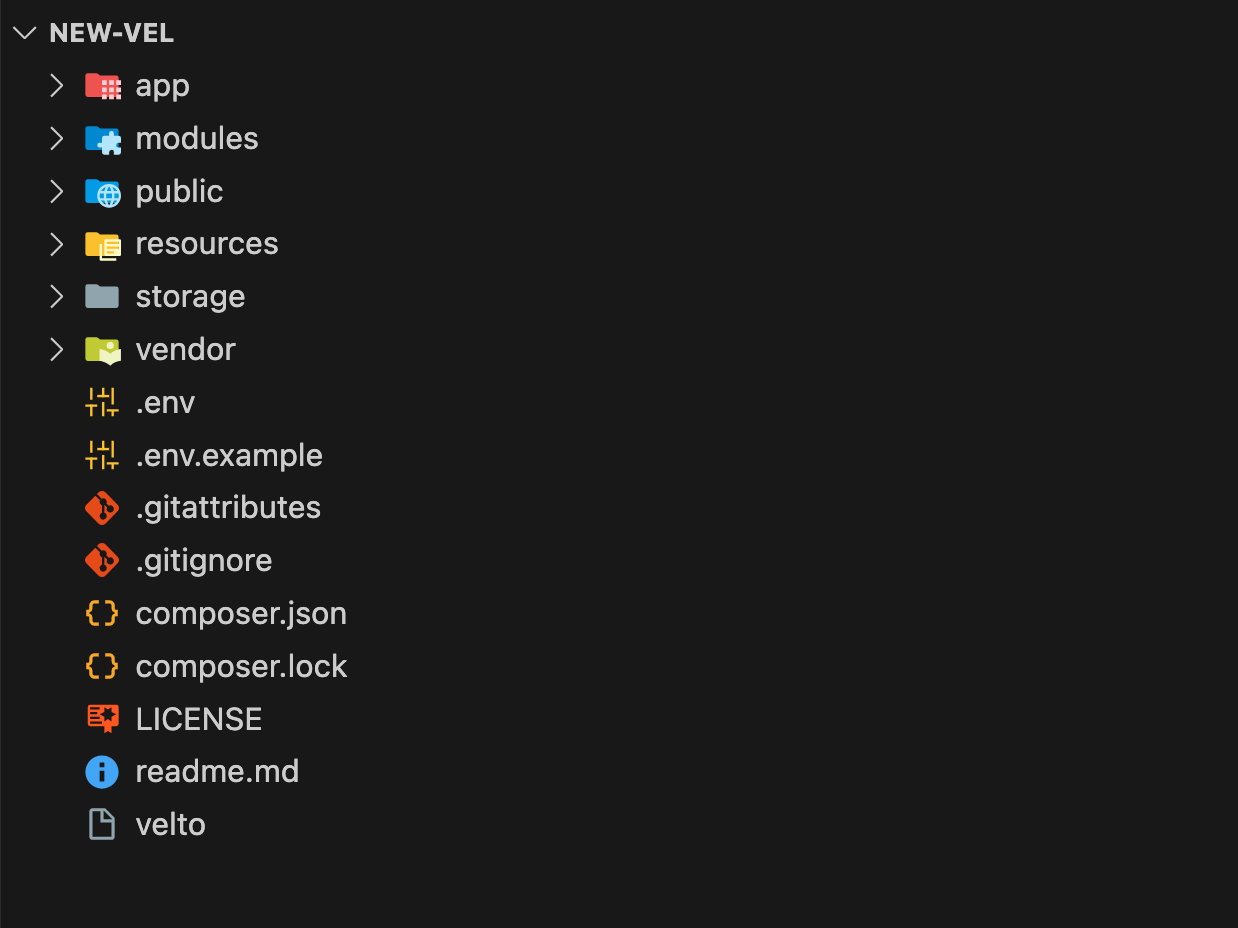 NEW-VEL
app
modules
public
resources
storage
vendor
.env
.env.example
.gitattributes
.gitignore
composer.json
composer.lock
LICENSE
readme.md
velto